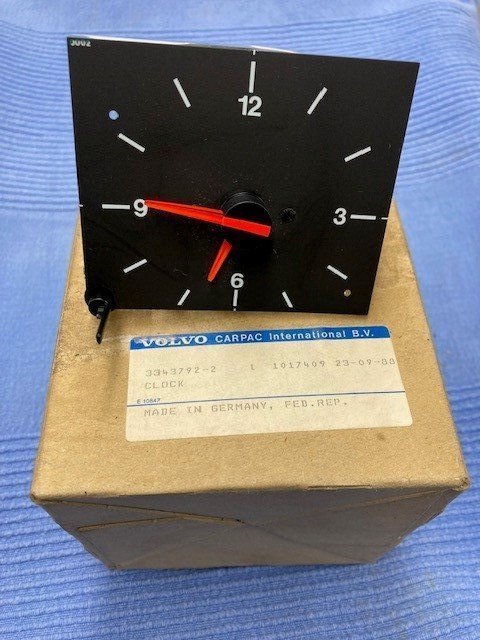 3002
12
9
3
6
VOLVO CARPAC International B.V.
3343792-2 1 1017409 23-09-88
CLOCK
E 10847
MADE IN GERMANY, FED.REP.